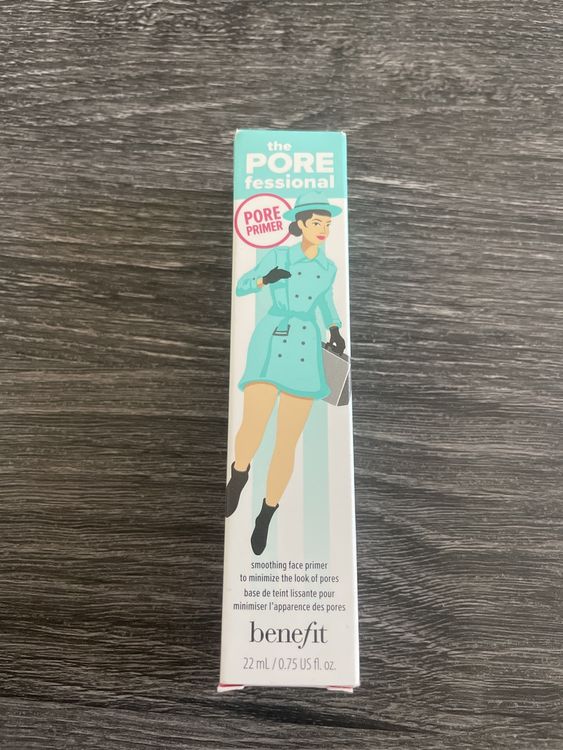 the
PORE
fessional
PORE
PRIMER
smoothing face primer
to minimize the look of pores
base de teint lissante pour
minimiser l'apparence des pores
benefit
22 mL / 0.75 US fl. oz.